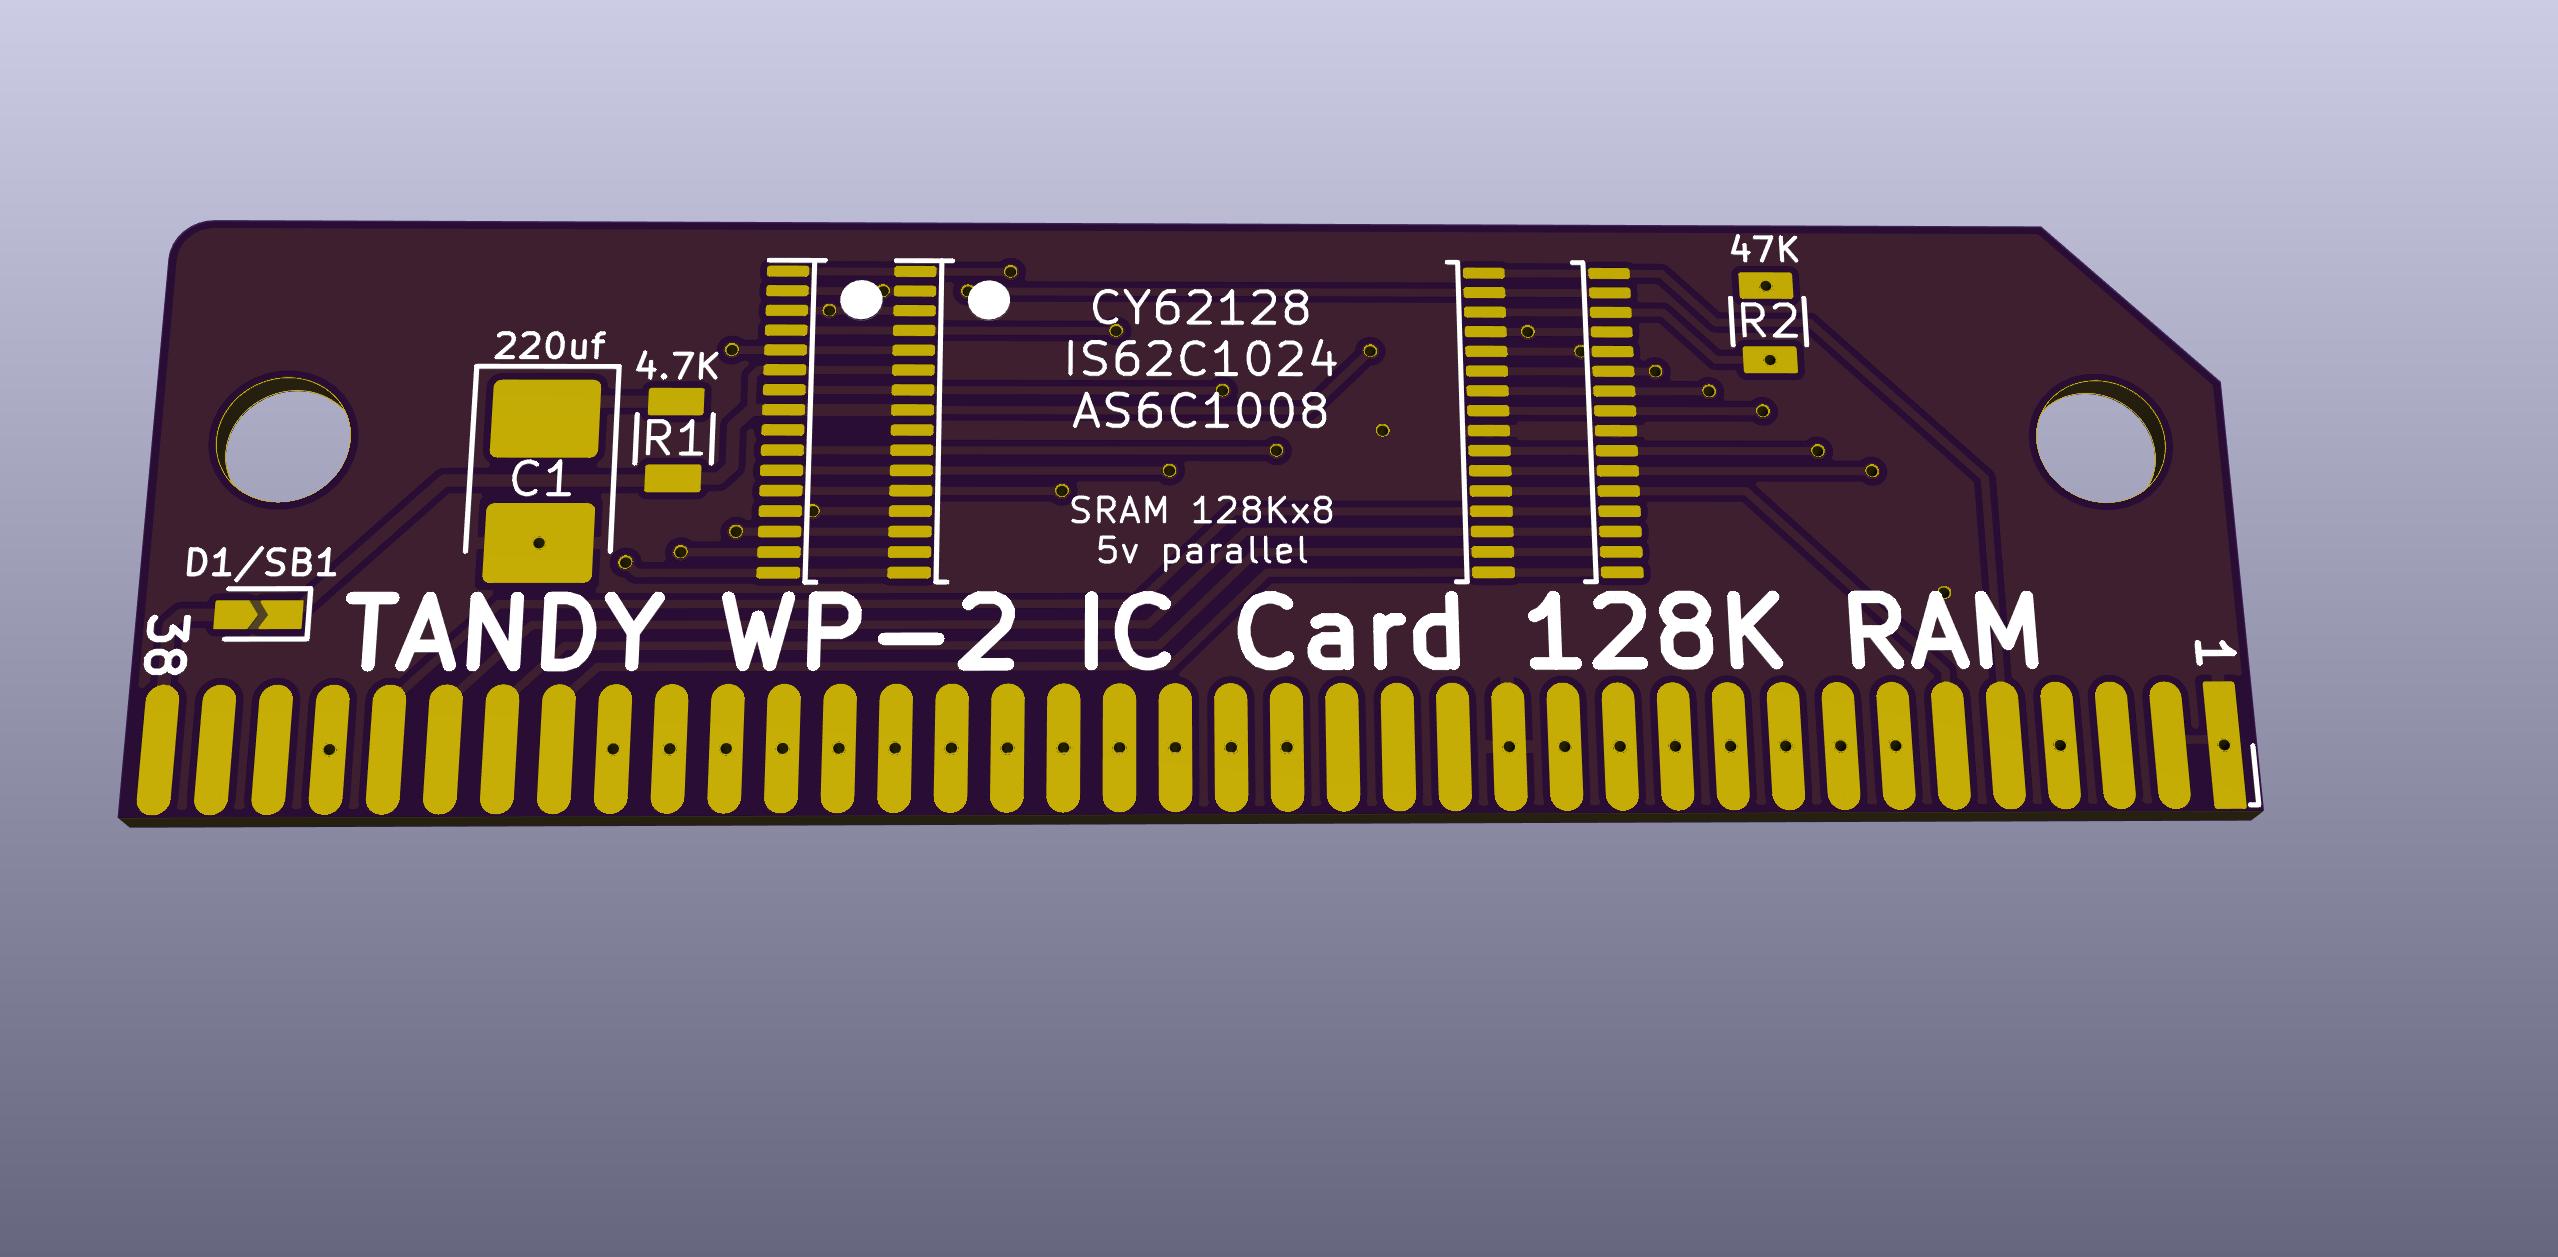 47K
CY62128
R2
220uf
4.7K
IS62C1024
AS6C1008
R1
C1
SRAM 128Kx8
5v parallel
D1/SB1
38
TANDY WP-2 IC Card 128K RAM
1